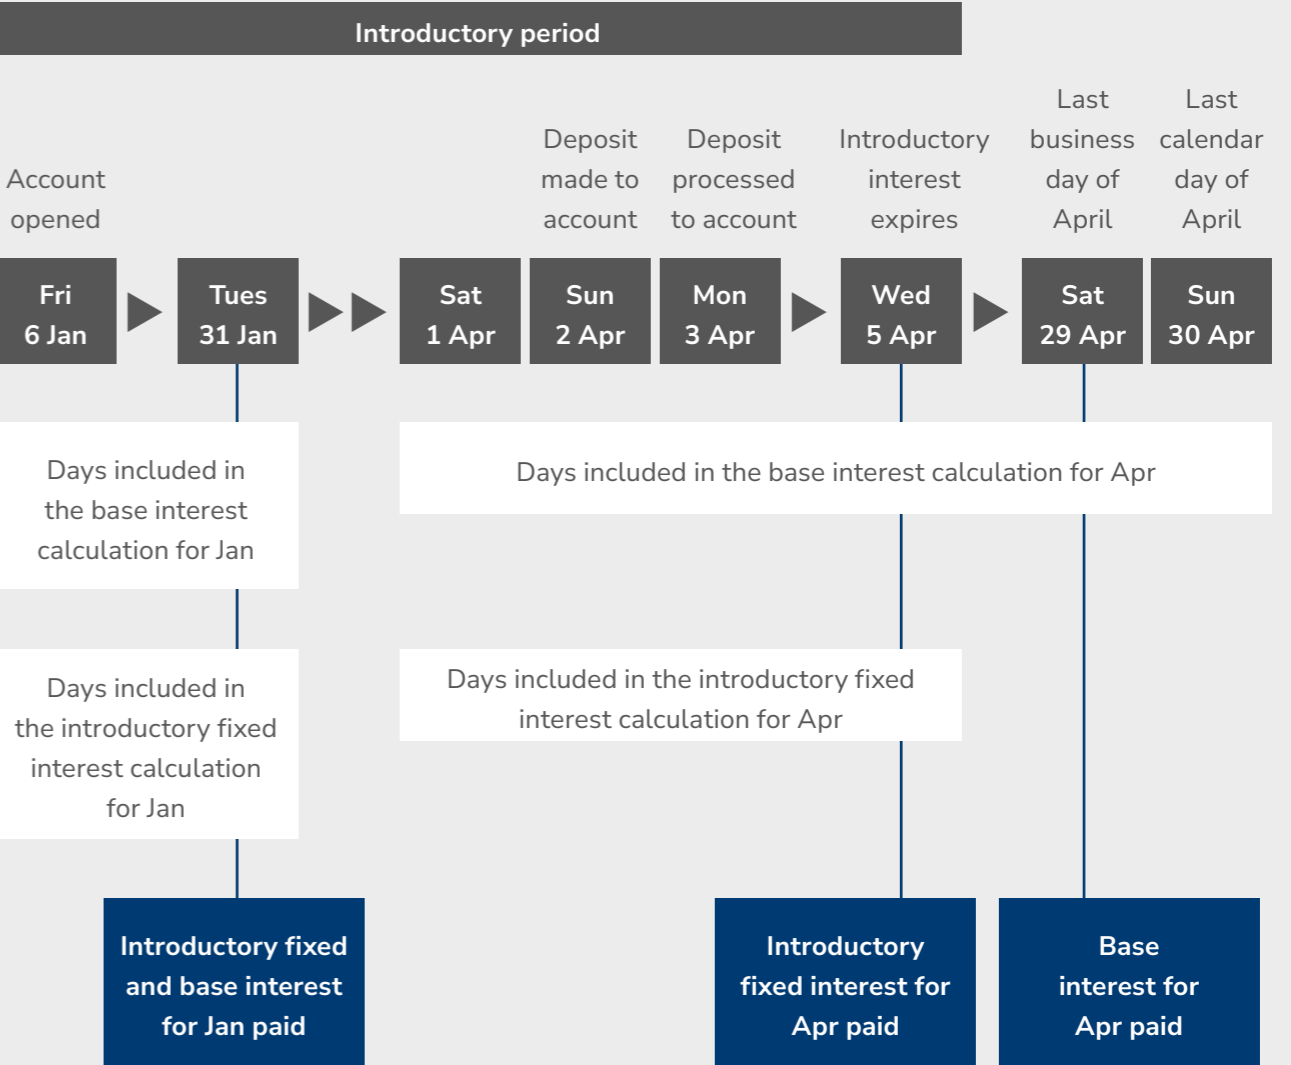 Introductory period
Account
opened
Deposit
made to
account
Deposit
processed
to account
Introductory
interest
expires
Last
business
day of
April
Last
calendar
day of
April
Fri
6 Jan
Tues
31 Jan
Sat
1 Apr
Sun
2 Apr
Mon
3 Apr
Wed
5 Apr
Sat
29 Apr
Sun
30 Apr
Days included in
the base interest
calculation for Jan
Days included in the base interest calculation for Apr
Days included in
the introductory fixed
interest calculation
for Jan
Days included in the introductory fixed
interest calculation for Apr
Introductory fixed
and base interest
for Jan paid
Introductory
fixed interest for
Apr paid
Base
interest for
Apr paid